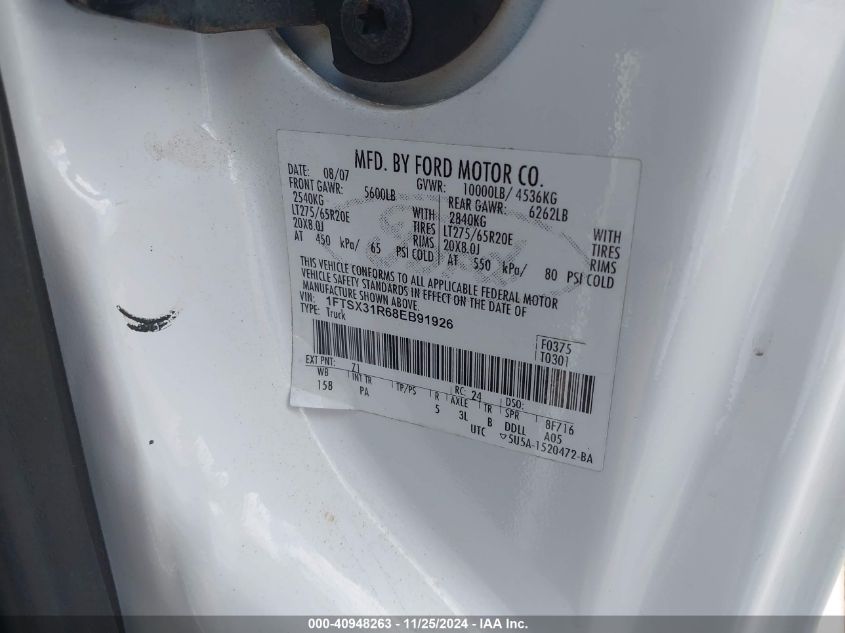 MFD. BY FORD MOTOR CO.
DATE: 08/07 GVWR: 10000LB/ 4536KG
FRONT GAWR: 5600LB REAR GAWR: 6262LB
2540KG WITH 2840KG WITH
LT275/65R20E TIRES LT275/65R20E TIRES
20X8.0J RIMS 20X8.0J RIMS
AT 450 kPa/ 65 PSI COLD AT 550 kPa/ 80 PSI COLD
THIS VEHICLE CONFORMS TO ALL APPLICABLE FEDERAL MOTOR
VEHICLE SAFETY STANDARDS IN EFFECT ON THE DATE OF
MANUFACTURE SHOWN ABOVE.
VIN: 1FTSX31R68EB91926
TYPE: Truck
F0375
T0301
EXT PNT: Z1 RC: 24 DSO:
WB INT TR TP/PS R AXLE TR SPR
158 PA 5 3L B DDLL 8F/16
A05
UTC 5U5A-1520472-BA
000-40948263 - 11/25/2024 - IAA Inc.